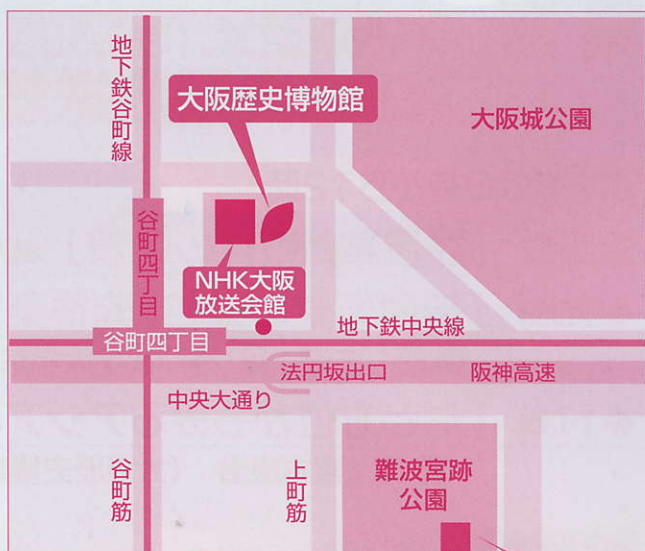 地下鉄谷町線
大阪歴史博物館
大阪城公園
谷町四丁目
NHK大阪
放送会館
地下鉄中央線
谷町四丁目
法円坂出口
阪神高速
中央大通り
谷町筋
上町筋
難波宮跡
公園